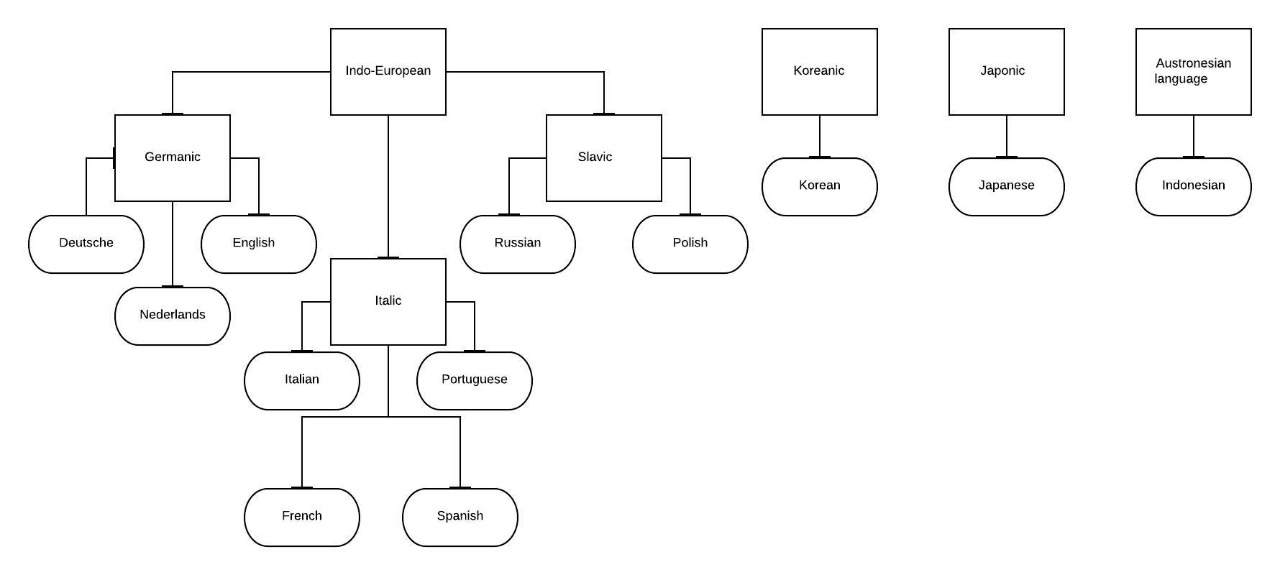 Indo-European
Koreanic
Japonic
Austronesian
language
Germanic
Slavic
Korean
Japanese
Indonesian
Deutsche
English
Russian
Polish
Nederlands
Italic
Italian
Portuguese
French
Spanish